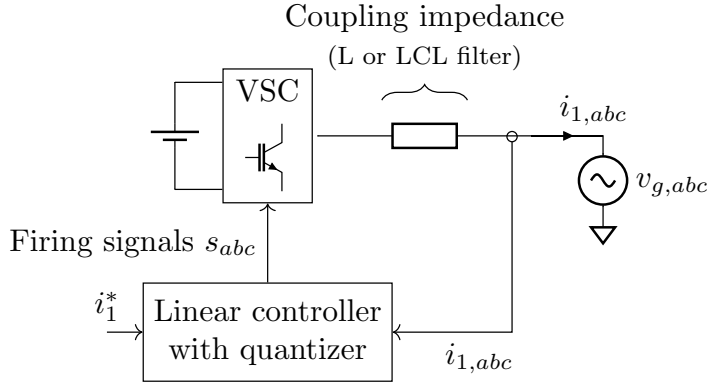 Coupling impedance
(L or LCL filter)
VSC
i_{1,abc}
v_{g,abc}
Firing signals s_{abc}
i_1^*
Linear controller
with quantizer
i_{1,abc}